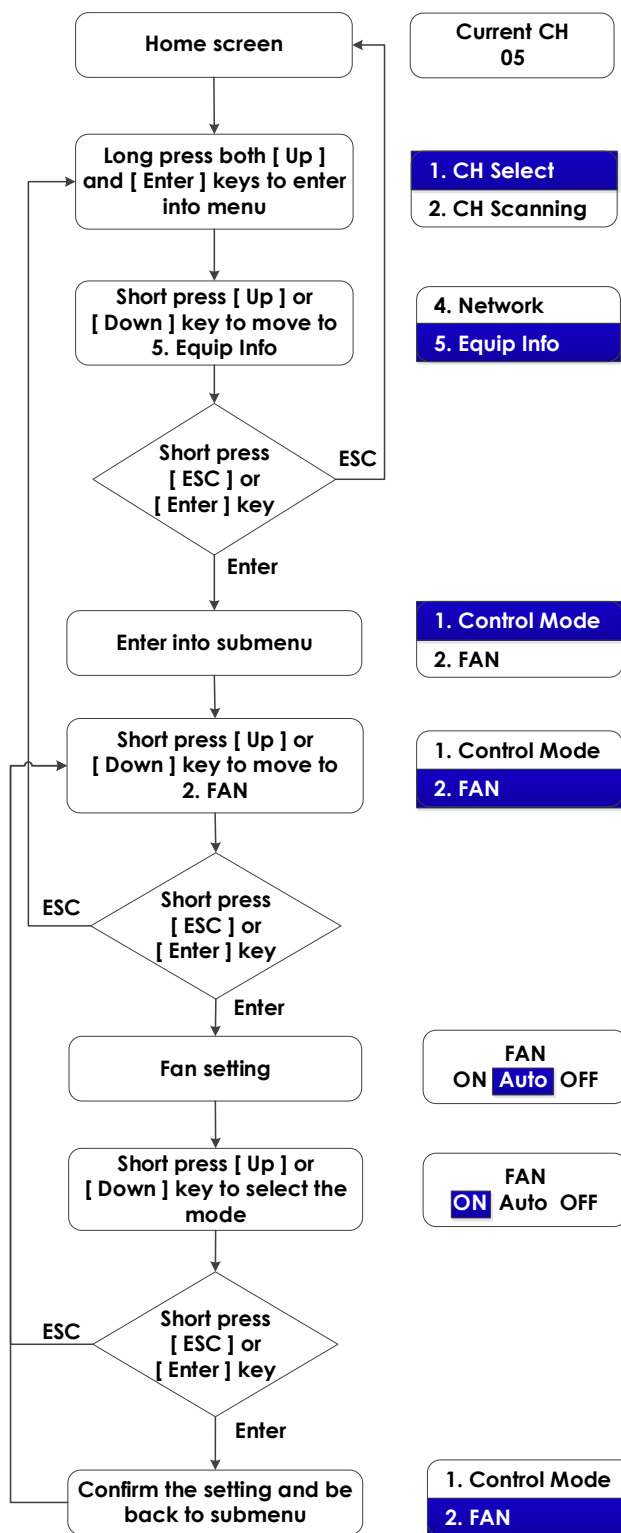 Home screen
Current CH
05
Long press both [ Up ]
and [ Enter ] keys to enter
into menu
1. CH Select
2. CH Scanning
Short press [ Up ] or
[ Down ] key to move to
5. Equip Info
4. Network
5. Equip Info
Short press
[ ESC ] or
[ Enter ] key
ESC
Enter
Enter into submenu
1. Control Mode
2. FAN
Short press [ Up ] or
[ Down ] key to move to
2. FAN
1. Control Mode
2. FAN
ESC
Short press
[ ESC ] or
[ Enter ] key
Enter
Fan setting
FAN
ON Auto OFF
Short press [ Up ] or
[ Down ] key to select the
mode
FAN
ON Auto OFF
ESC
Short press
[ ESC ] or
[ Enter ] key
Enter
Confirm the setting and be
back to submenu
1. Control Mode
2. FAN